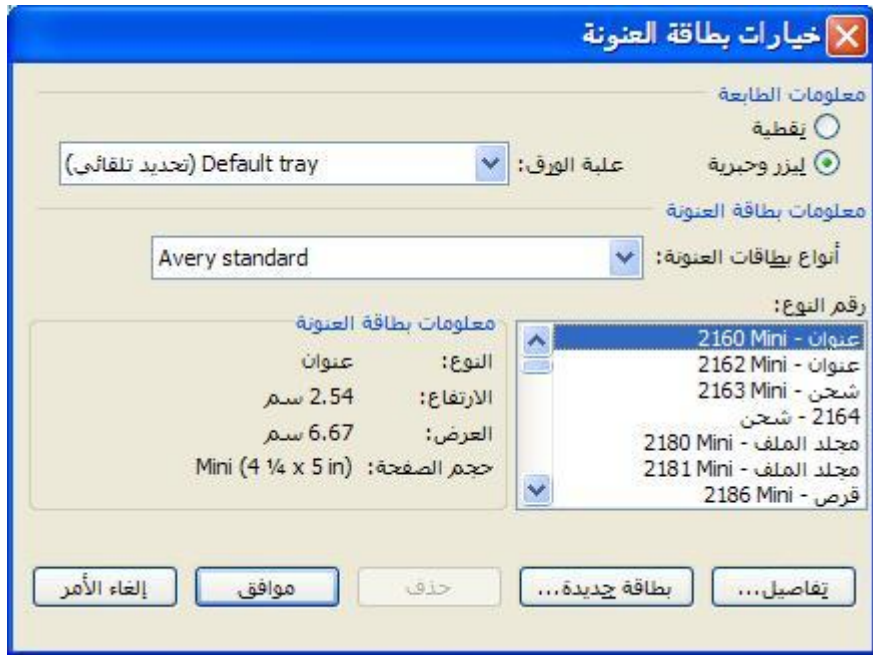 خيارات بطاقة العنونة
معلومات الطابعة
نقطية
ليزر وحبرية علبة الورق: Default tray (تحديد تلقائي)
معلومات بطاقة العنونة
أنواع بطاقات العنونة: Avery standard
رقم النوع:
عنوان - 2160 Mini
عنوان - 2162 Mini
شحن - 2163 Mini
2164 - شحن
مجلد الملف - 2180 Mini
مجلد الملف - 2181 Mini
قرص - 2186 Mini
معلومات بطاقة العنونة
النوع: عنوان
الارتفاع: 2.54 سم
العرض: 6.67 سم
حجم الصفحة: Mini (4 ¼ x 5 in)
تفاصيل... بطاقة جديدة... حذف موافق إلغاء الأمر